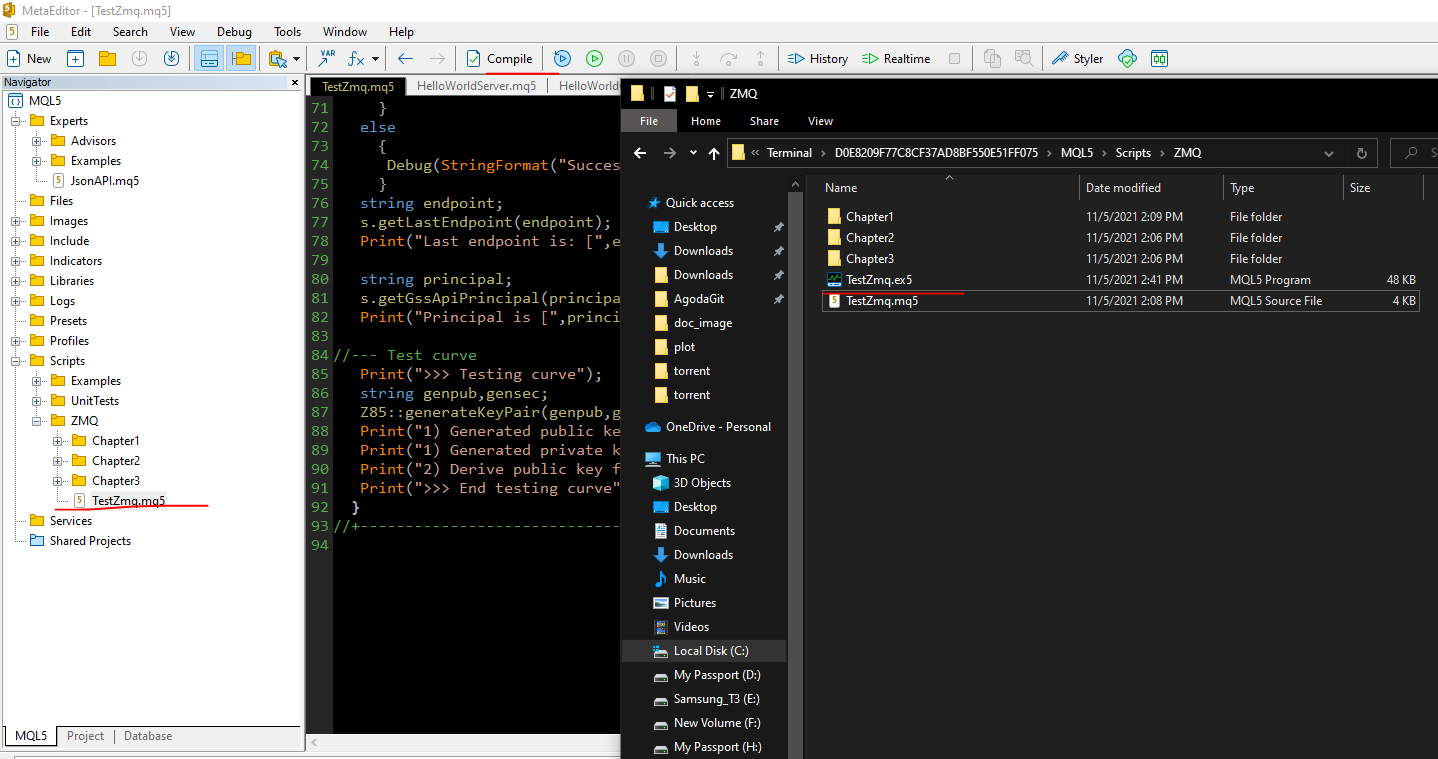 MetaEditor - [TestZmq.mq5]
File Edit Search View Debug Tools Window Help
New VAR fx Compile History Realtime Styler
Navigator
MQL5
Experts
Advisors
Examples
JsonAPI.mq5
Files
Images
Include
Indicators
Libraries
Logs
Presets
Profiles
Scripts
Examples
UnitTests
ZMQ
Chapter1
Chapter2
Chapter3
TestZmq.mq5
Services
Shared Projects
MQL5 Project Database
TestZmq.mq5 HelloWorldServer.mq5 HelloWorld
71 }
72 else
73 {
74 Debug(StringFormat("Succes
75 }
76 string endpoint;
77 s.getLastEndpoint(endpoint);
78 Print("Last endpoint is: [",e
79
80 string principal;
81 s.getGssApiPrincipal(principa
82 Print("Principal is [",princi
83
84 //--- Test curve
85 Print(">>> Testing curve");
86 string genpub,gensec;
87 Z85::generateKeyPair(genpub,g
88 Print("1) Generated public ke
89 Print("1) Generated private k
90 Print("2) Derive public key f
91 Print(">>> End testing curve"
92 }
93 //+-----------------------------
94
ZMQ
File Home Share View
« Terminal > D0E8209F77C8CF37AD8BF550E51FF075 > MQL5 > Scripts > ZMQ
Quick access
Desktop
Downloads
Downloads
AgodaGit
doc_image
plot
torrent
torrent
OneDrive - Personal
This PC
3D Objects
Desktop
Documents
Downloads
Music
Pictures
Videos
Local Disk (C:)
My Passport (D:)
Samsung_T3 (E:)
New Volume (F:)
My Passport (H:)
Name Date modified Type Size
Chapter1 11/5/2021 2:09 PM File folder
Chapter2 11/5/2021 2:06 PM File folder
Chapter3 11/5/2021 2:06 PM File folder
TestZmq.ex5 11/5/2021 2:41 PM MQL5 Program 48 KB
TestZmq.mq5 11/5/2021 2:08 PM MQL5 Source File 4 KB